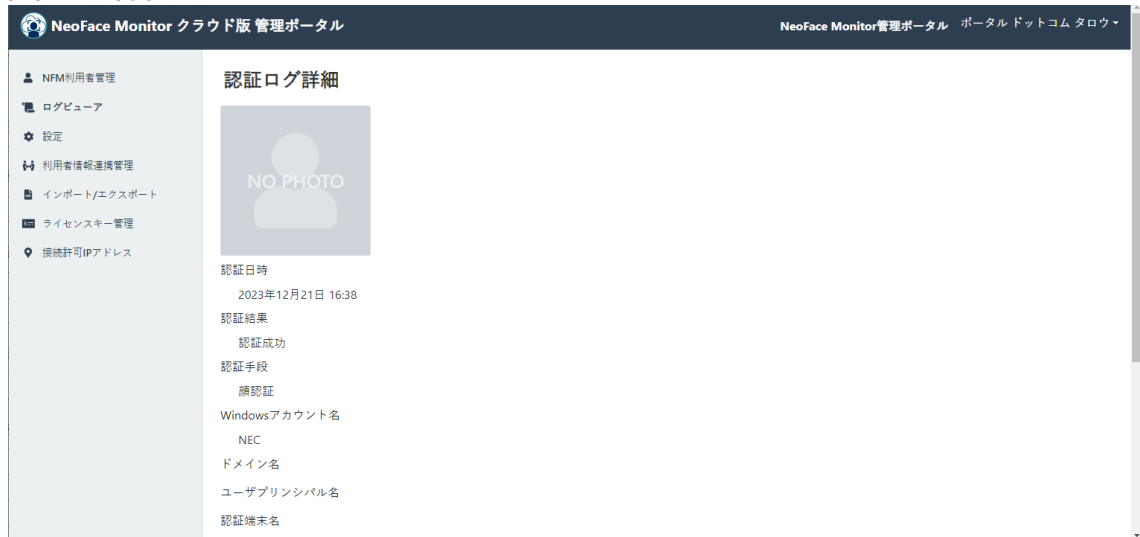 NeoFace Monitor クラウド版 管理ポータル
NeoFace Monitor管理ポータル ポータル ドットコム タロウ
NFM利用者管理
ログビューア
設定
利用者情報連携管理
インポート/エクスポート
ライセンスキー管理
接続許可IPアドレス
認証ログ詳細
NO PHOTO
認証日時
2023年12月21日 16:38
認証結果
認証成功
認証手段
顔認証
Windowsアカウント名
NEC
ドメイン名
ユーザプリンシパル名
認証端末名